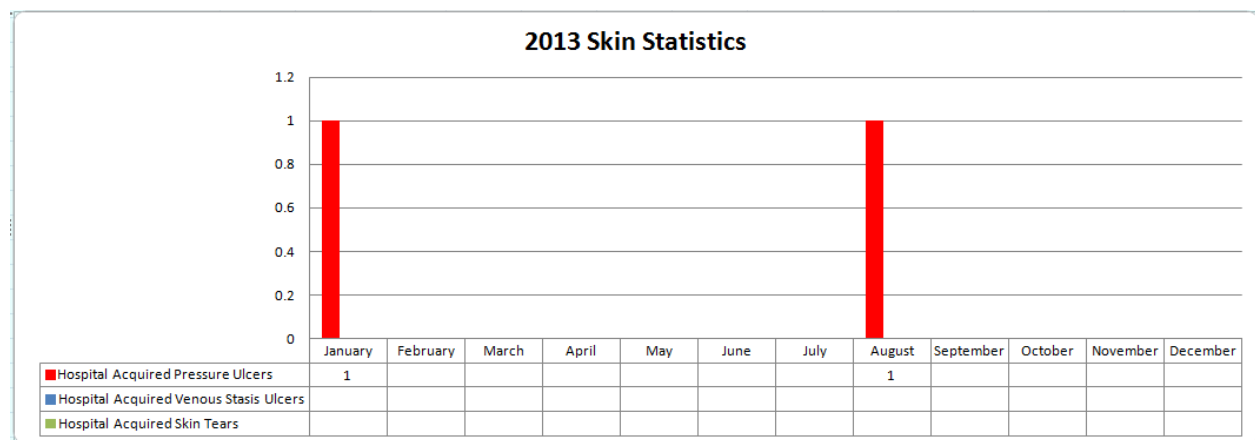 2013 Skin Statistics
1.2
1
0.8
0.6
0.4
0.2
0
January February March April May June July August September October November December
Hospital Acquired Pressure Ulcers 1 1
Hospital Acquired Venous Stasis Ulcers
Hospital Acquired Skin Tears